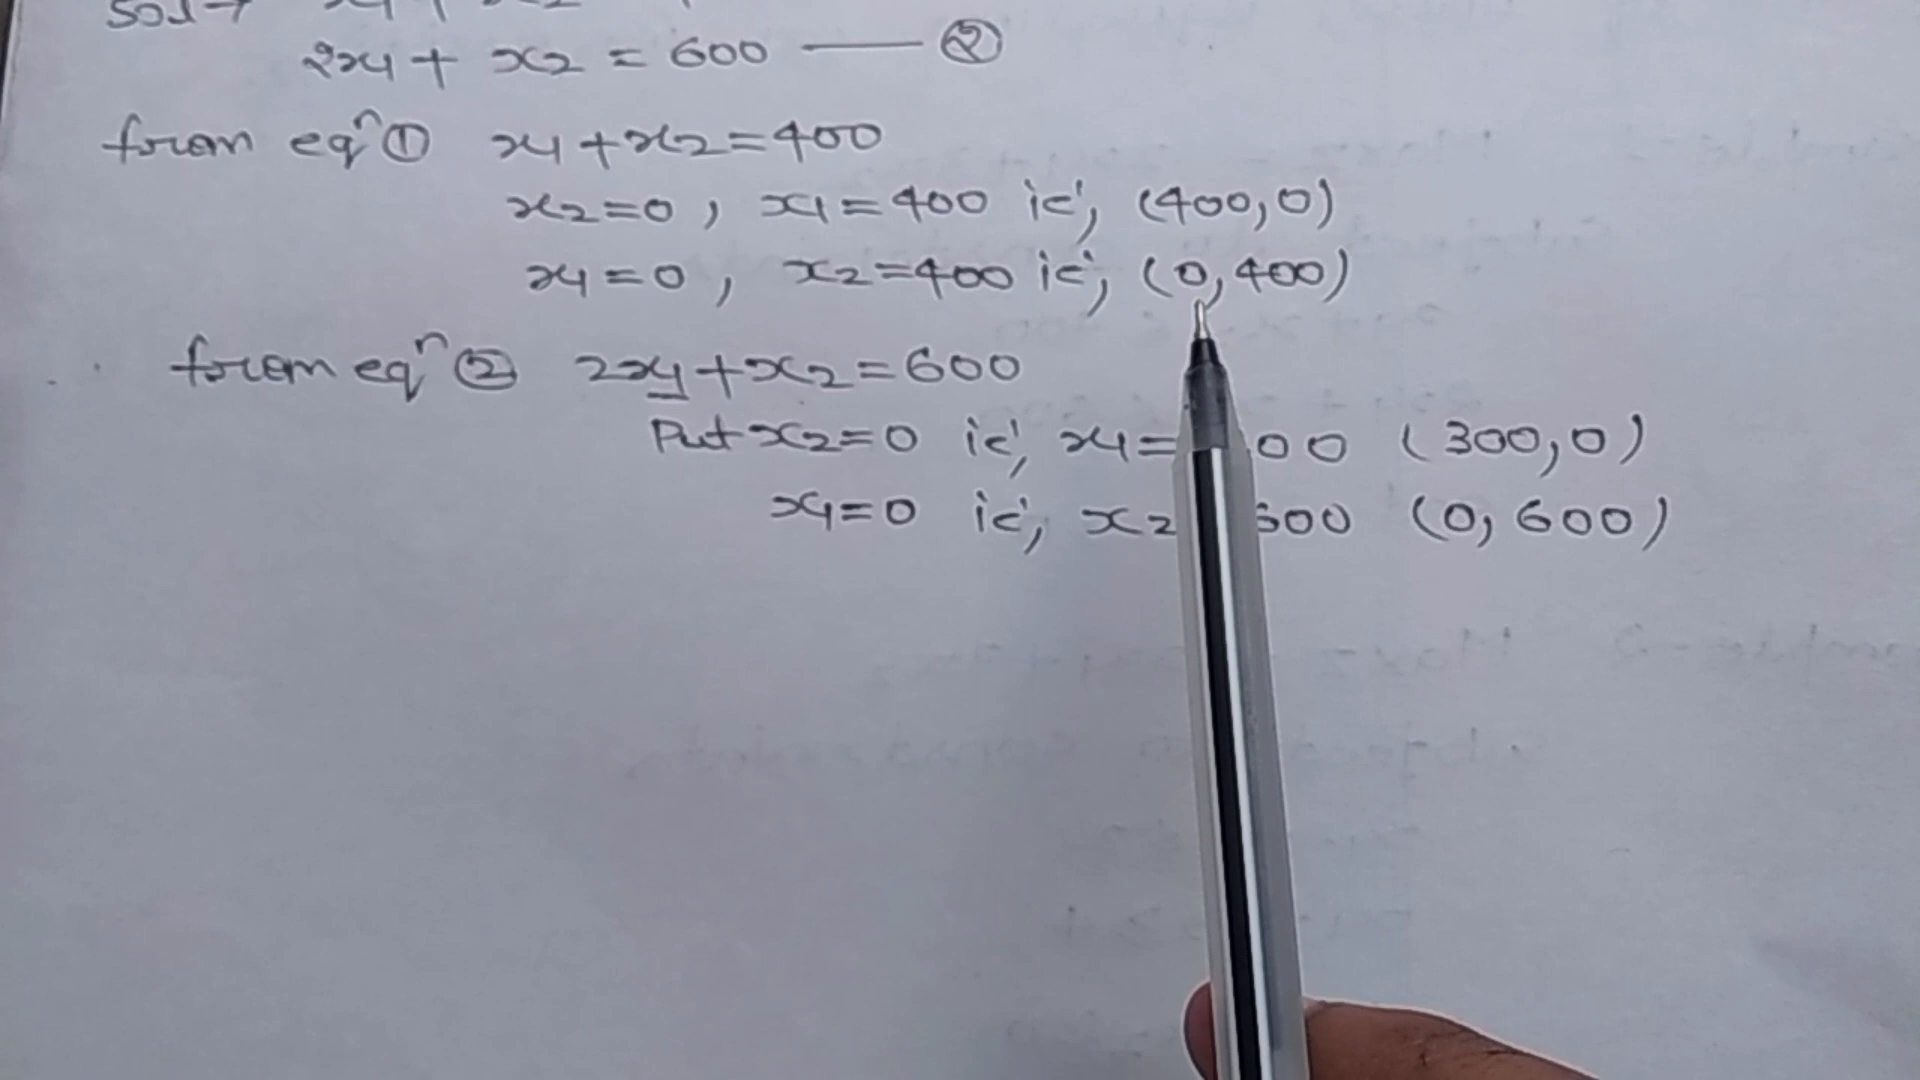 Sol →
2x1 + x2 = 600 —— ②
from eqn ① x1 + x2 = 400
x2 = 0 , x1 = 400 ie', (400,0)
x1 = 0 , x2 = 400 ie', (0,400)
from eqn ② 2x1 + x2 = 600
Put x2 = 0 ie', x1 = 00 (300,0)
x1 = 0 ie', x2 600 (0,600)